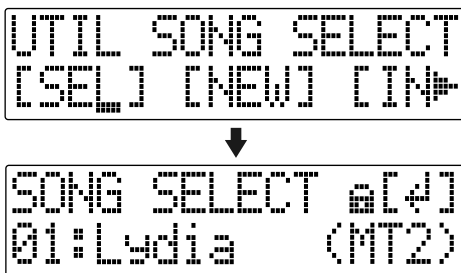 UTIL SONG SELECT
[SEL] [NEW] [IN▶
SONG SELECT 🔒[↲]
01:Lydia (MT2)